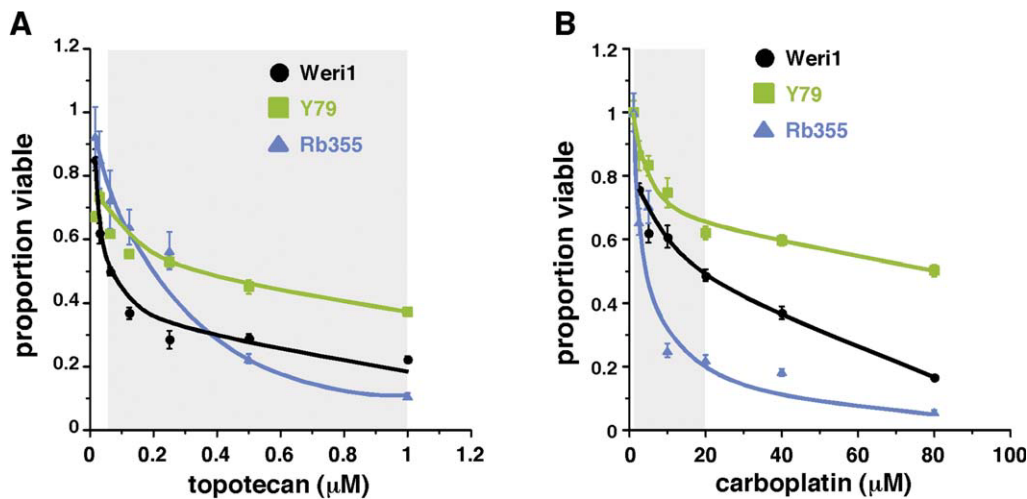 A
1.2
1
0.8
0.6
0.4
0.2
0
proportion viable
Weri1
Y79
Rb355
0 0.2 0.4 0.6 0.8 1 1.2
topotecan (μM)
B
1.2
1
0.8
0.6
0.4
0.2
0
proportion viable
Weri1
Y79
Rb355
0 20 40 60 80 100
carboplatin (μM)